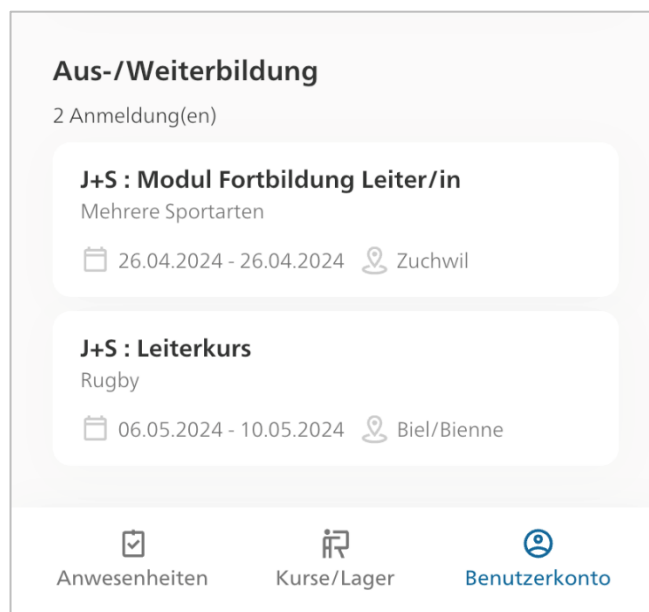 Aus-/Weiterbildung
2 Anmeldung(en)
J+S : Modul Fortbildung Leiter/in
Mehrere Sportarten
26.04.2024 - 26.04.2024 Zuchwil
J+S : Leiterkurs
Rugby
06.05.2024 - 10.05.2024 Biel/Bienne
Anwesenheiten Kurse/Lager Benutzerkonto